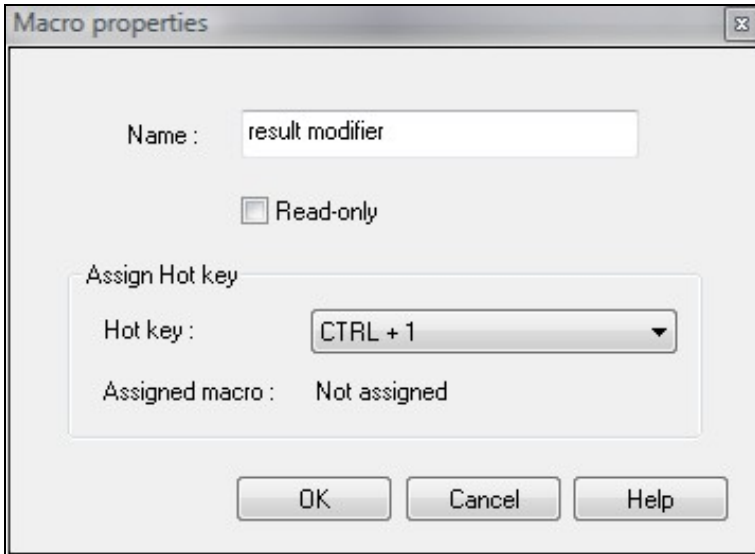 Macro properties
Name : result modifier
Read-only
Assign Hot key
Hot key : CTRL + 1
Assigned macro : Not assigned
OK Cancel Help